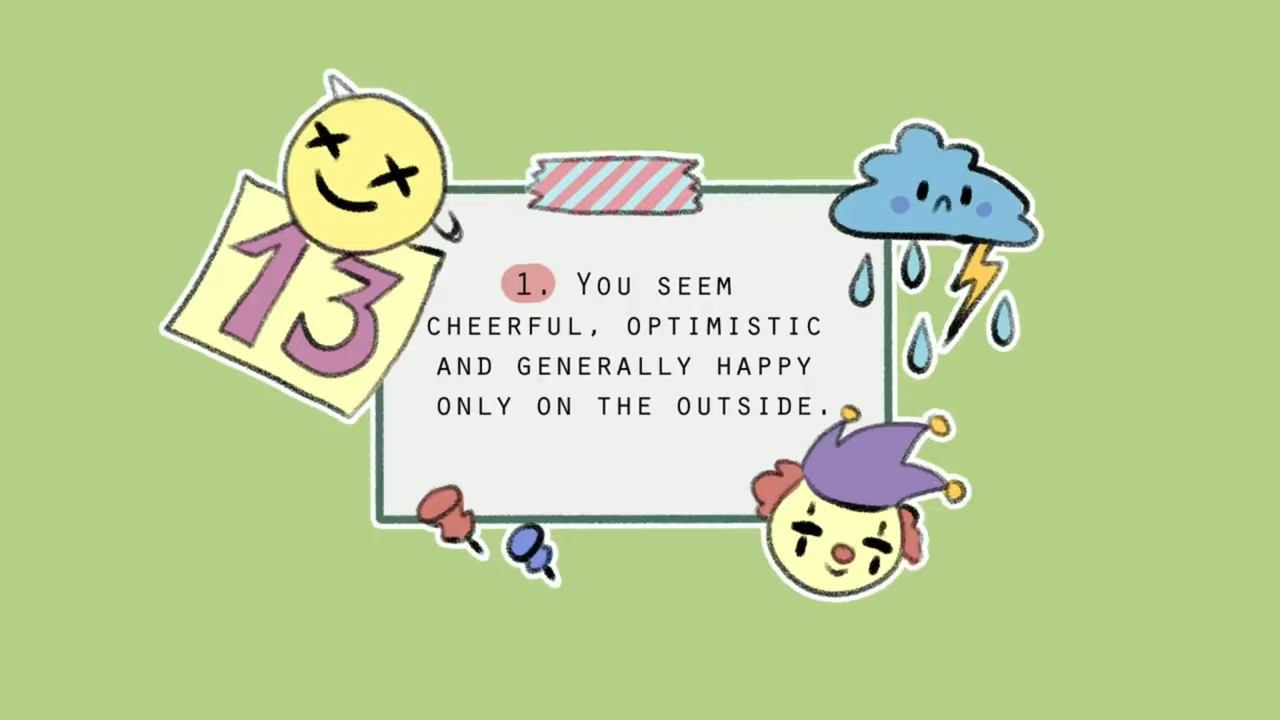 13
1. YOU SEEM
CHEERFUL, OPTIMISTIC
AND GENERALLY HAPPY
ONLY ON THE OUTSIDE.